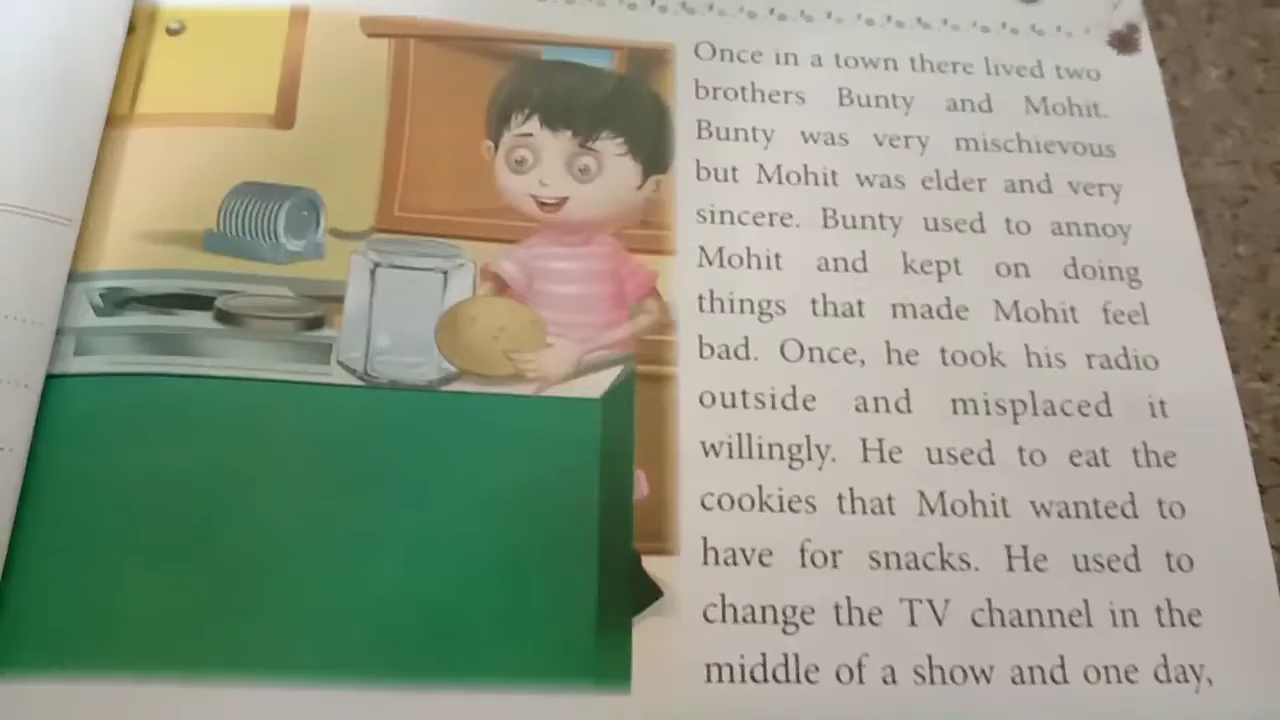 Once in a town there lived two
brothers Bunty and Mohit.
Bunty was very mischievous
but Mohit was elder and very
sincere. Bunty used to annoy
Mohit and kept on doing
things that made Mohit feel
bad. Once, he took his radio
outside and misplaced it
willingly. He used to eat the
cookies that Mohit wanted to
have for snacks. He used to
change the TV channel in the
middle of a show and one day,